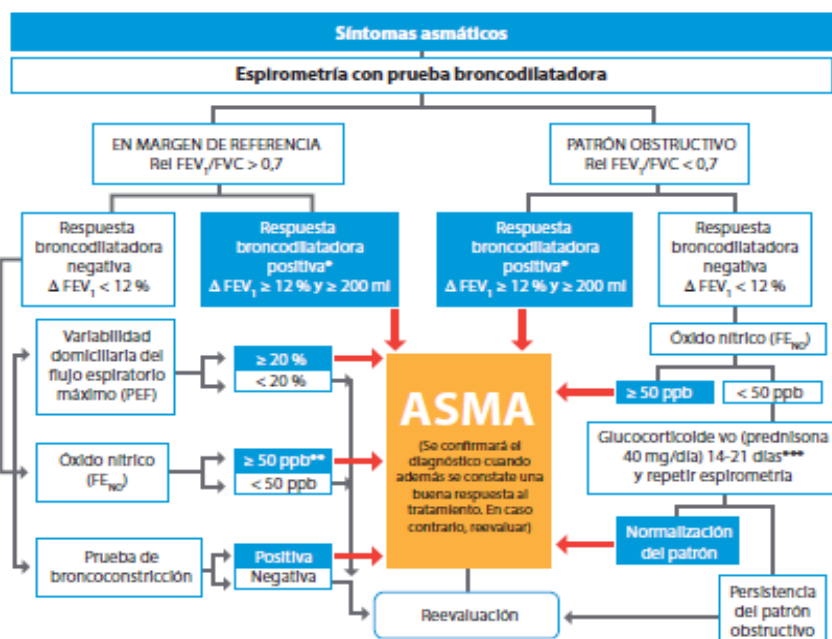 Síntomas asmáticos
Espirometría con prueba broncodilatadora
EN MARGEN DE REFERENCIA
Rel FEV₁/FVC > 0,7
PATRÓN OBSTRUCTIVO
Rel FEV₁/FVC < 0,7
Respuesta
broncodilatadora
negativa
Δ FEV₁ < 12 %
Respuesta
broncodilatadora
positiva*
Δ FEV₁ ≥ 12 % y ≥ 200 ml
Respuesta
broncodilatadora
positiva*
Δ FEV₁ ≥ 12 % y ≥ 200 ml
Respuesta
broncodilatadora
negativa
Δ FEV₁ < 12 %
Variabilidad
domiciliaria del
flujo espiratorio
máximo (PEF)
≥ 20 %
< 20 %
Óxido nítrico
(FE_NO)
≥ 50 ppb**
< 50 ppb
Prueba de
broncoconstricción
Positiva
Negativa
ASMA
(Se confirmará el
diagnóstico cuando
además se constate una
buena respuesta al
tratamiento. En caso
contrario, reevaluar)
Óxido nítrico (FE_NO)
≥ 50 ppb
< 50 ppb
Glucocorticoide vo (prednisona
40 mg/día) 14-21 días***
y repetir espirometría
Normalización
del patrón
Persistencia
del patrón
obstructivo
Reevaluación